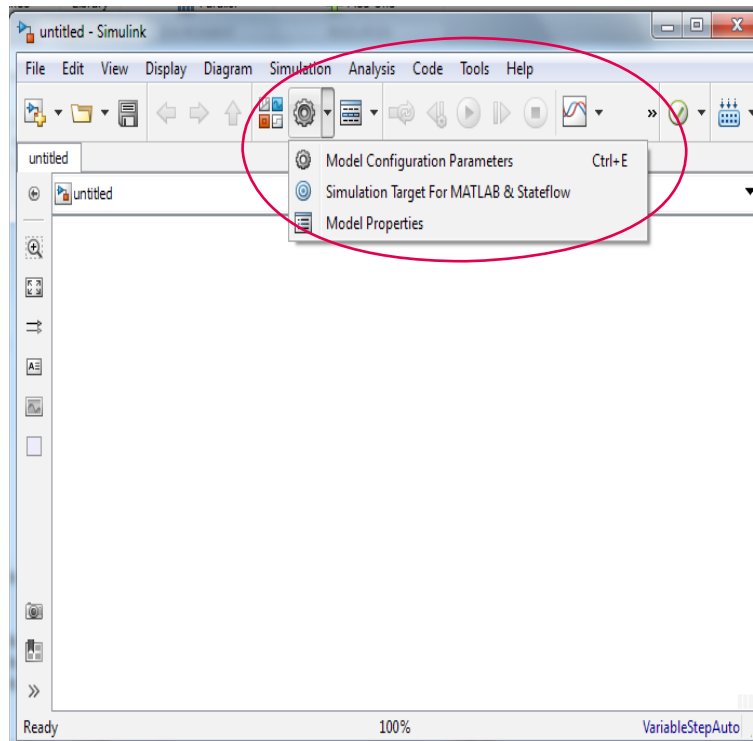 Library
untitled - Simulink
File Edit View Display Diagram Simulation Analysis Code Tools Help
»
untitled
Model Configuration Parameters Ctrl+E
untitled
Simulation Target For MATLAB & Stateflow
Model Properties
»
Ready 100% VariableStepAuto